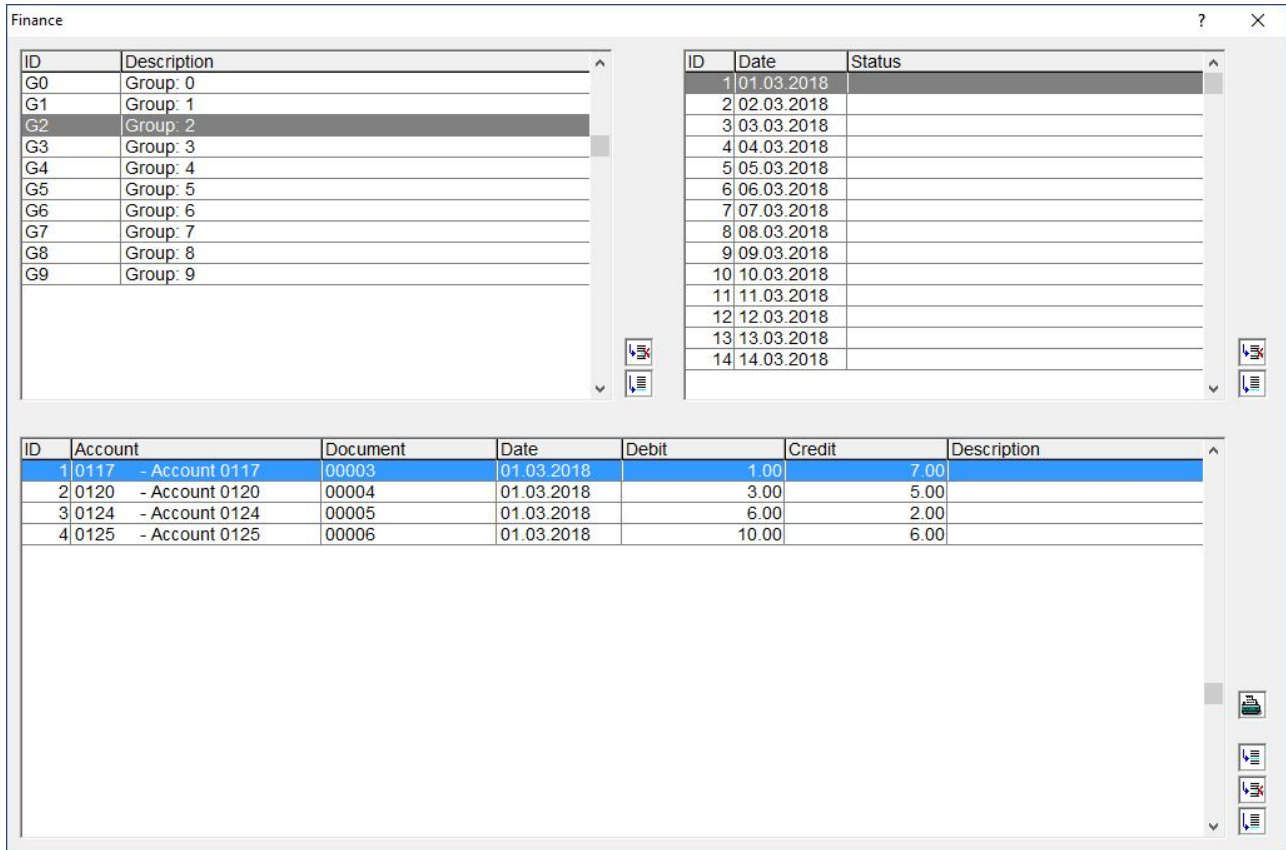 Finance ?
ID Description
G0 Group: 0
G1 Group: 1
G2 Group: 2
G3 Group: 3
G4 Group: 4
G5 Group: 5
G6 Group: 6
G7 Group: 7
G8 Group: 8
G9 Group: 9
ID Date Status
1 01.03.2018
2 02.03.2018
3 03.03.2018
4 04.03.2018
5 05.03.2018
6 06.03.2018
7 07.03.2018
8 08.03.2018
9 09.03.2018
10 10.03.2018
11 11.03.2018
12 12.03.2018
13 13.03.2018
14 14.03.2018
ID Account Document Date Debit Credit Description
1 0117 - Account 0117 00003 01.03.2018 1.00 7.00
2 0120 - Account 0120 00004 01.03.2018 3.00 5.00
3 0124 - Account 0124 00005 01.03.2018 6.00 2.00
4 0125 - Account 0125 00006 01.03.2018 10.00 6.00